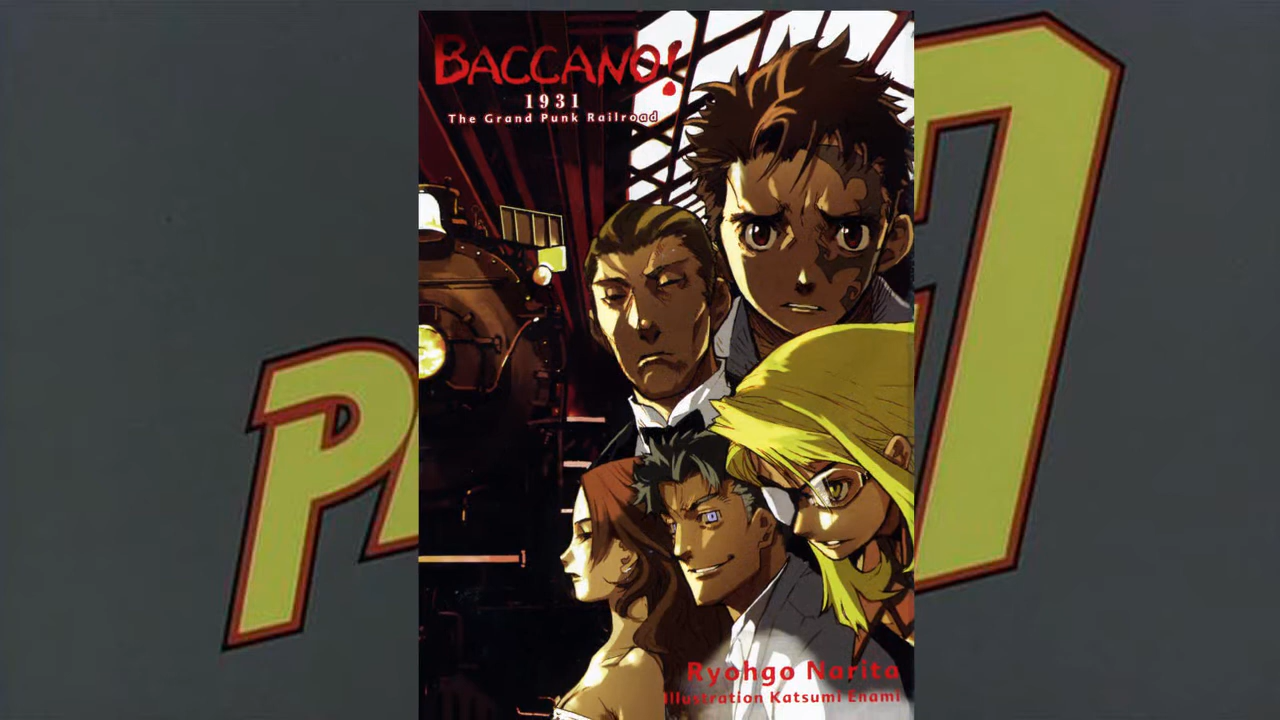 BACCANO!
1931
The Grand Punk Railroad
Ryohgo Narita
Illustration Katsumi Enami